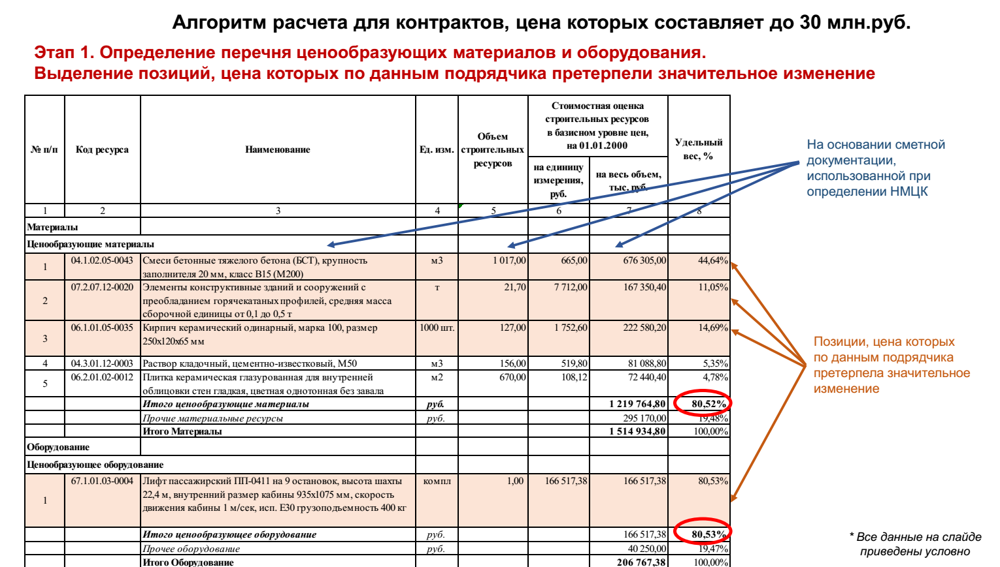 Алгоритм расчета для контрактов, цена которых составляет до 30 млн.руб.
Этап 1. Определение перечня ценообразующих материалов и оборудования.
Выделение позиций, цена которых по данным подрядчика претерпели значительное изменение
№ п/п
Код ресурса
Наименование
Ед. изм.
Объем
строительных
ресурсов
Стоимостная оценка
строительных ресурсов
в базисном уровне цен,
на 01.01.2000
на единицу
измерения,
руб.
на весь объем,
тыс. руб.
Удельный
вес, %
1 2 3 4 5 6 7 8
Материалы
Ценообразующие материалы
1 04.1.02.05-0043 Смеси бетонные тяжелого бетона (БСТ), крупность м3 1 017,00 665,00 676 305,00 44,64%
заполнителя 20 мм, класс В15 (М200)
2 07.2.07.12-0020 Элементы конструктивные зданий и сооружений с т 21,70 7 712,00 167 350,40 11,05%
преобладанием горячекатаных профилей, средняя масса
сборочной единицы от 0,1 до 0,5 т
3 06.1.01.05-0035 Кирпич керамический одинарный, марка 100, размер 1000 шт. 127,00 1 752,60 222 580,20 14,69%
250х120х65 мм
4 04.3.01.12-0003 Раствор кладочный, цементно-известковый, М50 м3 156,00 519,80 81 088,80 5,35%
5 06.2.01.02-0012 Плитка керамическая глазурованная для внутренней м2 670,00 108,12 72 440,40 4,78%
облицовки стен гладкая, цветная однотонная без завала
Итого ценообразующие материалы руб. 1 219 764,80 80,52%
Прочие материальные ресурсы руб. 295 170,00 19,48%
Итого Материалы 1 514 934,80 100,00%
Оборудование
Ценообразующее оборудование
1 67.1.01.03-0004 Лифт пассажирский ПП-0411 на 9 остановок, высота шахты компл 1,00 166 517,38 166 517,38 80,53%
22,4 м, внутренний размер кабины 935х1075 мм, скорость
движения кабины 1 м/сек, исп. Е30 грузоподъемность 400 кг
Итого ценообразующее оборудование руб. 166 517,38 80,53%
Прочее оборудование руб. 40 250,00 19,47%
Итого Оборудование 206 767,38 100,00%
На основании сметной
документации,
использованной при
определении НМЦК
Позиции, цена которых
по данным подрядчика
претерпела значительное
изменение
* Все данные на слайде
приведены условно